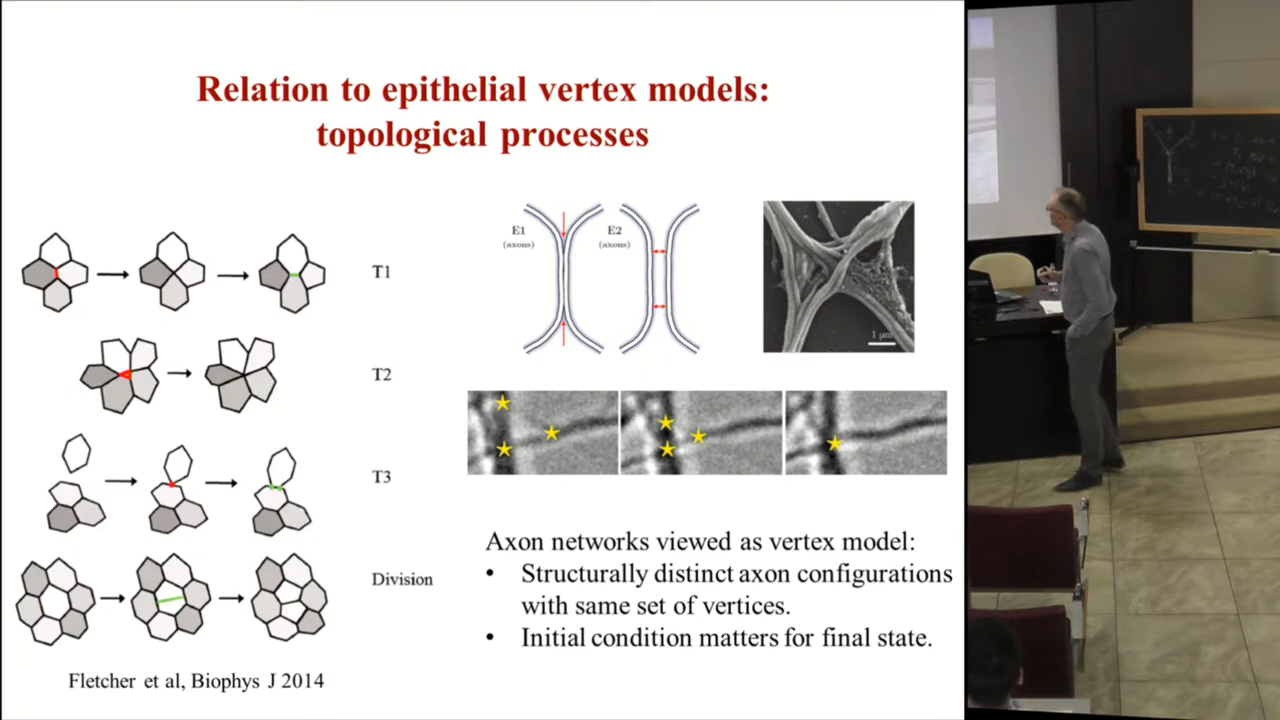 Relation to epithelial vertex models:
topological processes
T1
T2
T3
Division
Fletcher et al, Biophys J 2014
E1
(axons)
E2
(axons)
1 μm
Axon networks viewed as vertex model:
• Structurally distinct axon configurations
with same set of vertices.
• Initial condition matters for final state.